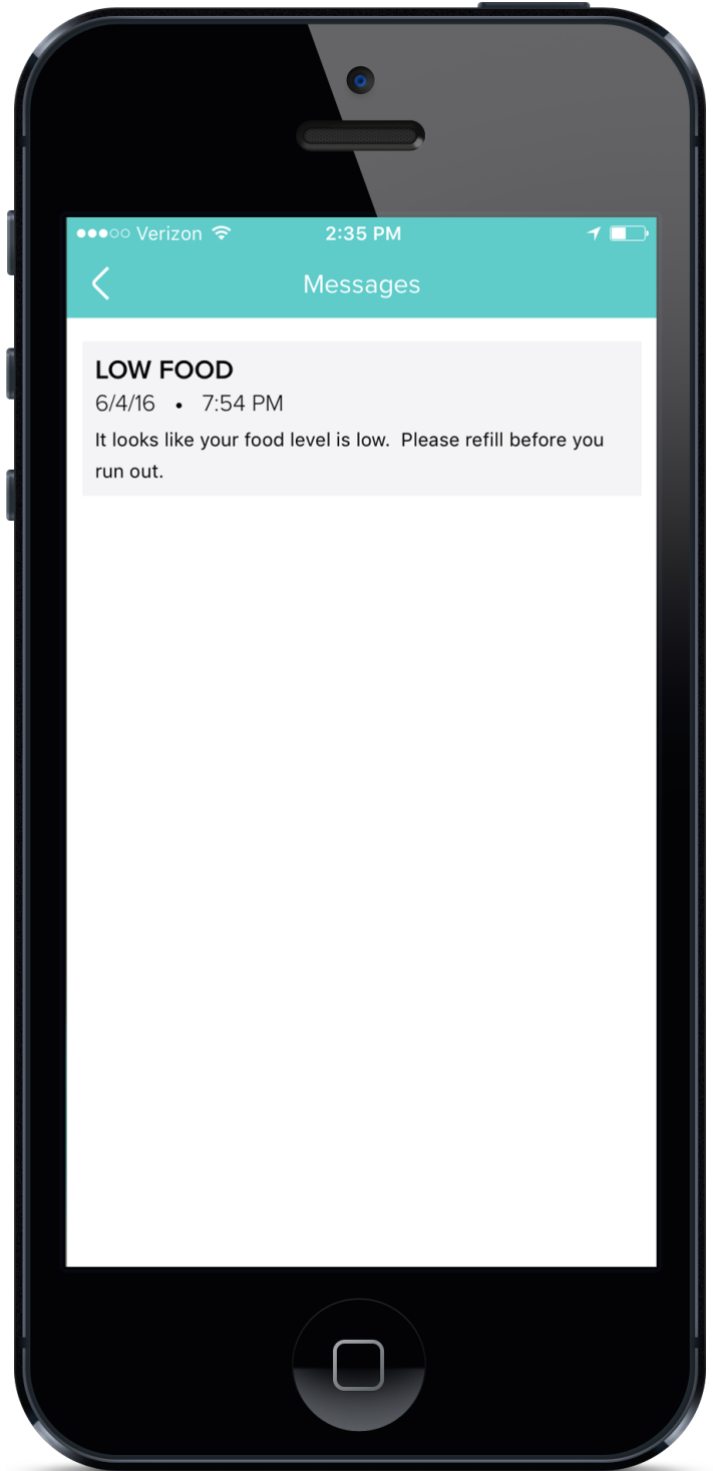 Verizon 2:35 PM
Messages
LOW FOOD
6/4/16 • 7:54 PM
It looks like your food level is low.  Please refill before you
run out.